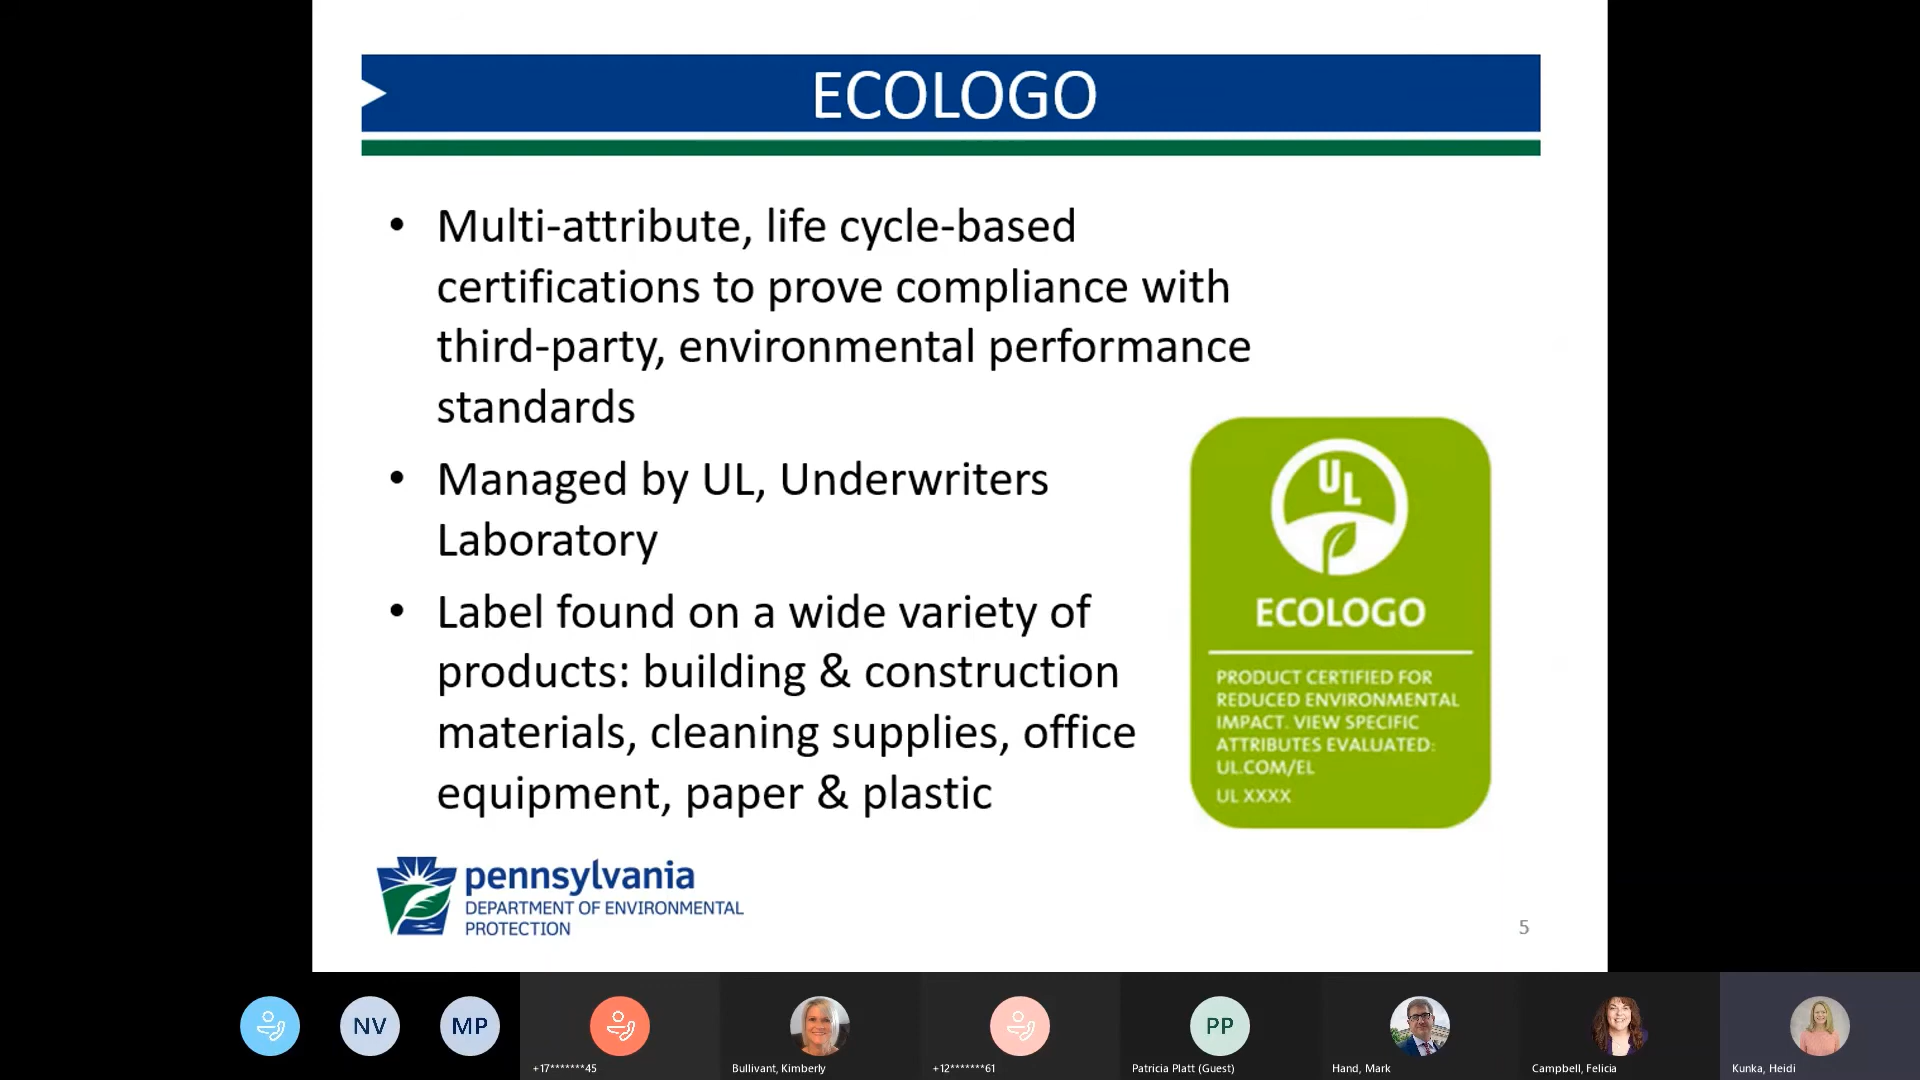 ECOLOGO
• Multi-attribute, life cycle-based
certifications to prove compliance with
third-party, environmental performance
standards
• Managed by UL, Underwriters
Laboratory
• Label found on a wide variety of
products: building & construction
materials, cleaning supplies, office
equipment, paper & plastic
UL
ECOLOGO
PRODUCT CERTIFIED FOR
REDUCED ENVIRONMENTAL
IMPACT. VIEW SPECIFIC
ATTRIBUTES EVALUATED:
UL.COM/EL
UL XXXX
pennsylvania
DEPARTMENT OF ENVIRONMENTAL
PROTECTION
5
NV
MP
PP
+17*******45
Bullivant, Kimberly
+12*******61
Patricia Platt (Guest)
Hand, Mark
Campbell, Felicia
Kunka, Heidi